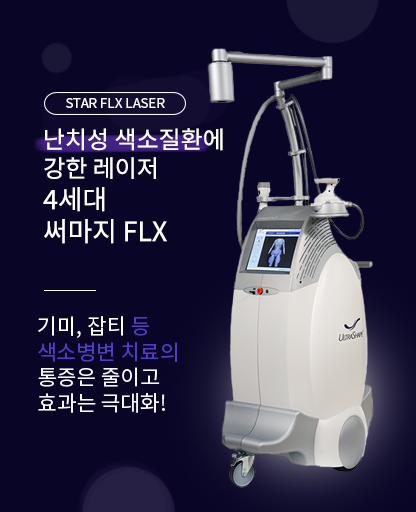 STAR FLX LASER
난치성 색소질환에
강한 레이저
4세대
써마지 FLX
기미, 잡티 등
색소병변 치료의
통증은 줄이고
효과는 극대화!
ULTRASHAPE